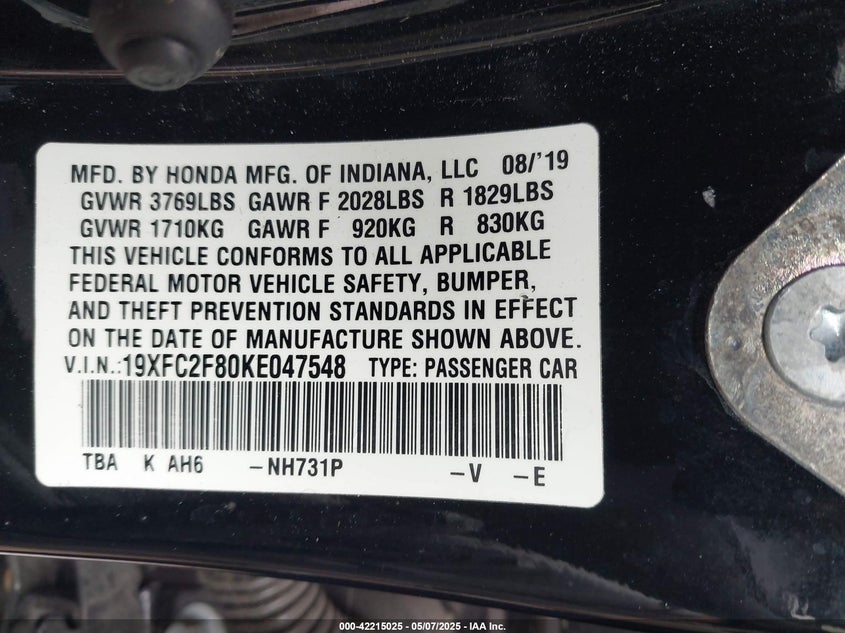 MFD. BY HONDA MFG. OF INDIANA, LLC 08/'19
GVWR 3769LBS GAWR F 2028LBS R 1829LBS
GVWR 1710KG GAWR F 920KG R 830KG
THIS VEHICLE CONFORMS TO ALL APPLICABLE
FEDERAL MOTOR VEHICLE SAFETY, BUMPER,
AND THEFT PREVENTION STANDARDS IN EFFECT
ON THE DATE OF MANUFACTURE SHOWN ABOVE.
V.I.N.:19XFC2F80KE047548 TYPE: PASSENGER CAR
TBA K AH6 -NH731P -V -E
000-42215025 - 05/07/2025 - IAA Inc.